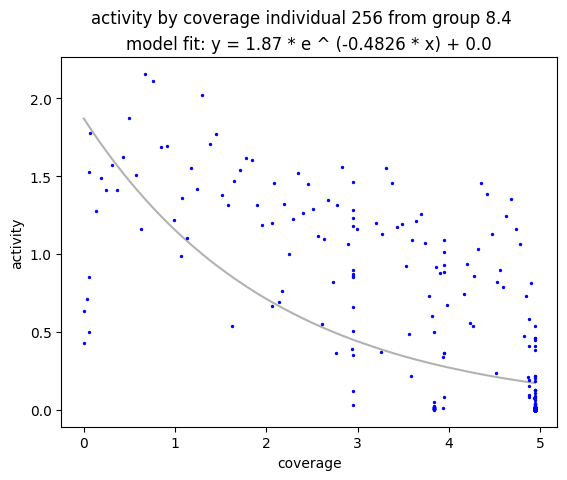 activity by coverage individual 256 from group 8.4
model fit: y = 1.87 * e ^ (-0.4826 * x) + 0.0
2.0
1.5
1.0
0.5
0.0
activity
0 1 2 3 4 5
coverage